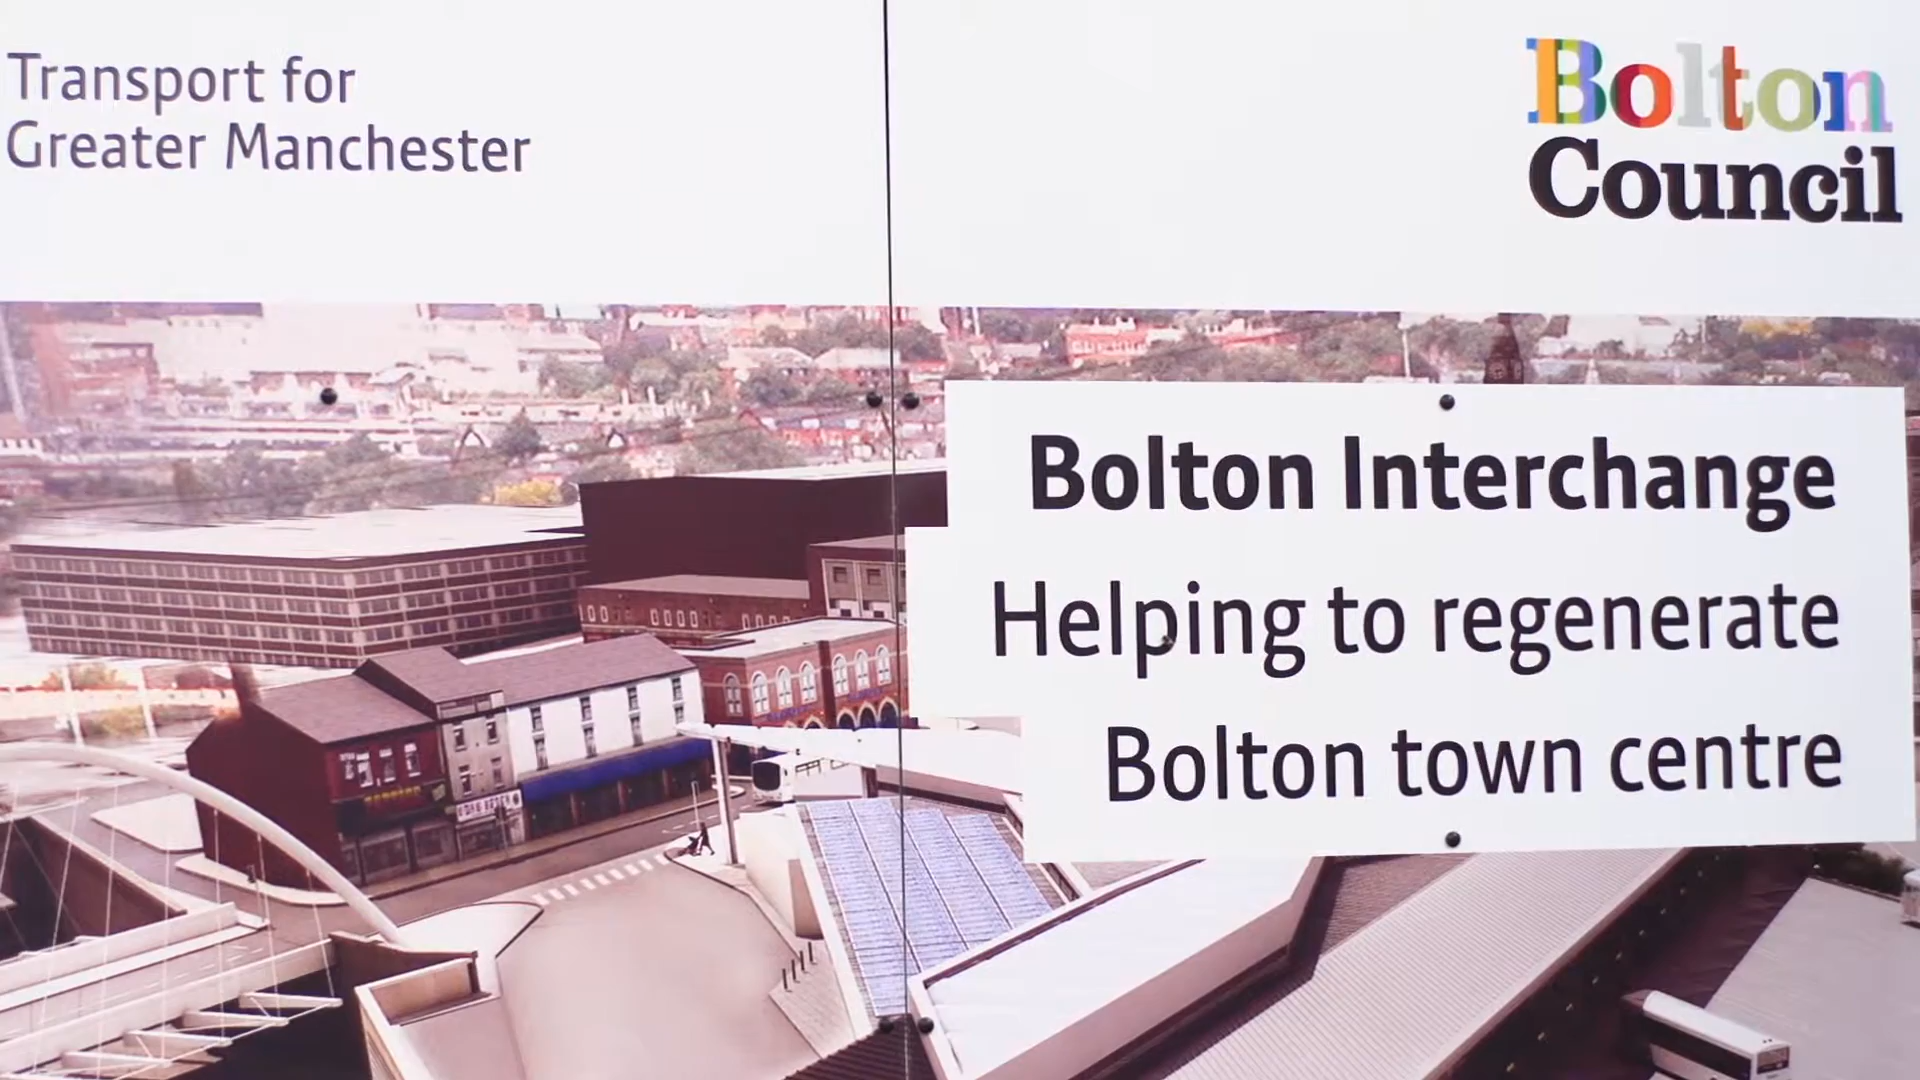 Transport for
Greater Manchester
Bolton
Council
Bolton Interchange
Helping to regenerate
Bolton town centre